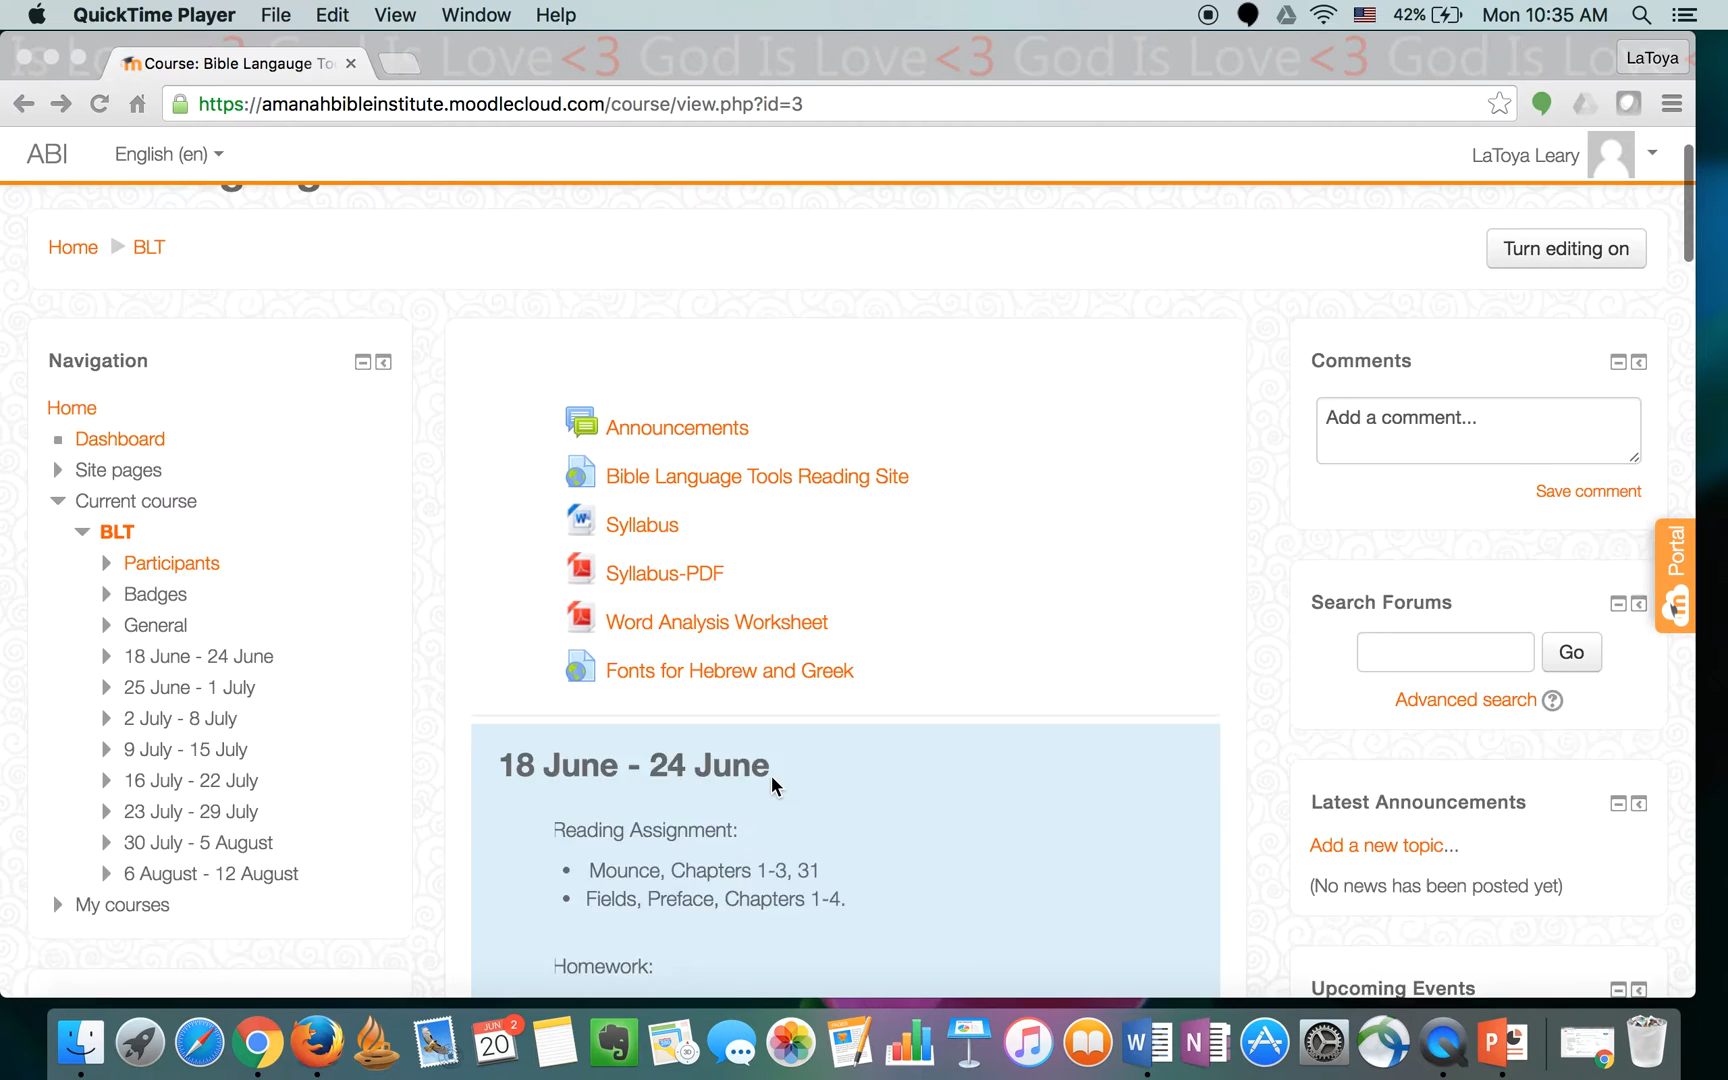 QuickTime Player File Edit View Window Help 42% Mon 10:35 AM
God Is Love<3 God Is Love<3 God Is
Course: Bible Langauge To LaToya
https://amanahbibleinstitute.moodlecloud.com/course/view.php?id=3
ABI English (en) LaToya Leary
Home BLT Turn editing on
Navigation
Home
Dashboard
Site pages
Current course
BLT
Participants
Badges
General
18 June - 24 June
25 June - 1 July
2 July - 8 July
9 July - 15 July
16 July - 22 July
23 July - 29 July
30 July - 5 August
6 August - 12 August
My courses
Announcements
Bible Language Tools Reading Site
Syllabus
Syllabus-PDF
Word Analysis Worksheet
Fonts for Hebrew and Greek
18 June - 24 June
Reading Assignment:
• Mounce, Chapters 1-3, 31
• Fields, Preface, Chapters 1-4.
Homework:
Comments
Add a comment...
Save comment
Portal
Search Forums
Go
Advanced search ?
Latest Announcements
Add a new topic...
(No news has been posted yet)
Upcoming Events
JUN 2
20
PAGES
3D
W
N
P